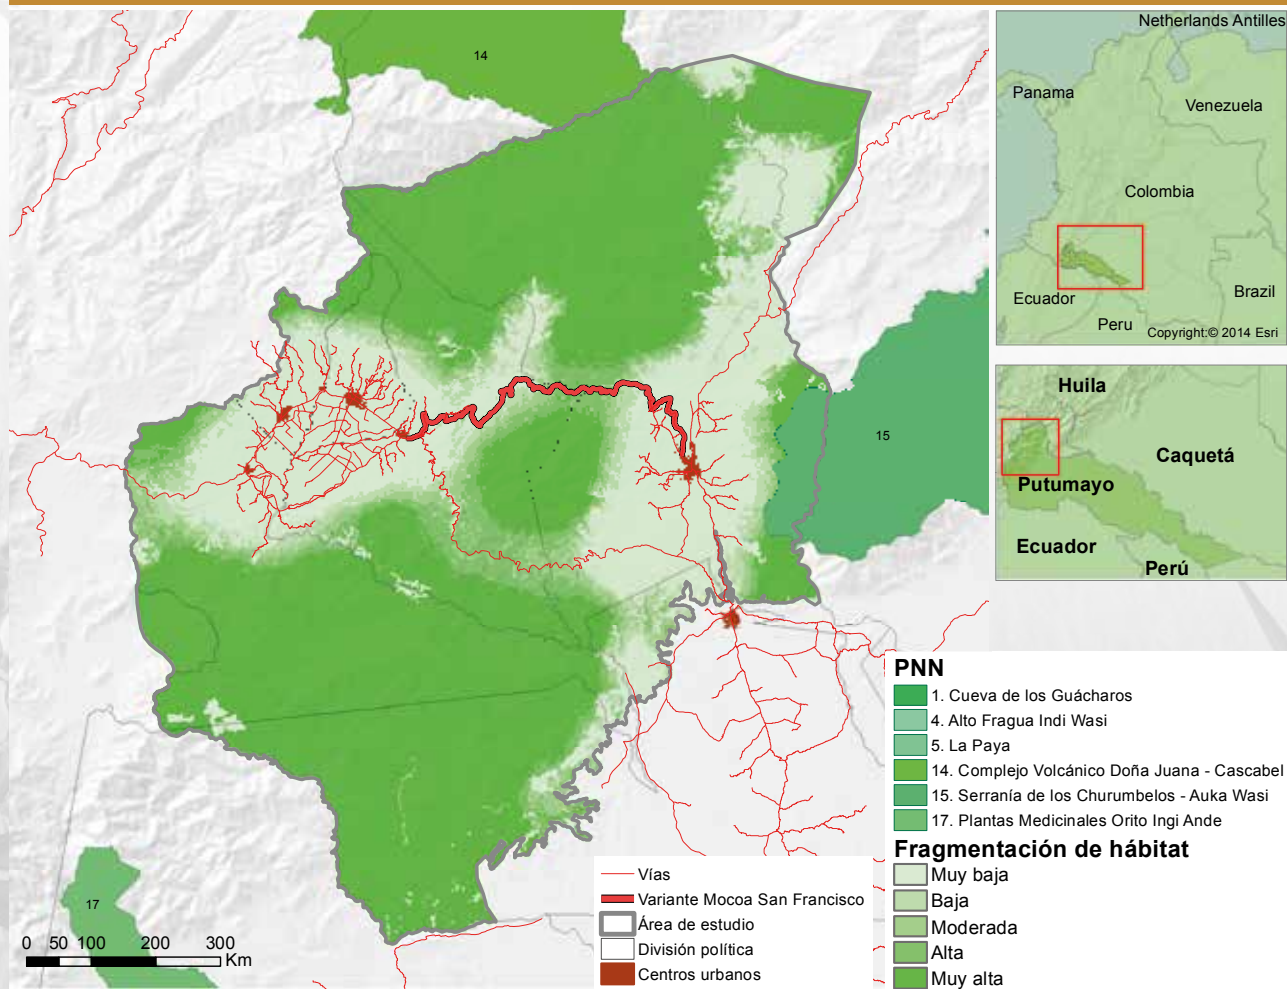 14
15
17
0 50 100 200 300
Km
Vías
Variante Mocoa San Francisco
Área de estudio
División política
Centros urbanos
Netherlands Antilles
Panama
Venezuela
Colombia
Ecuador
Brazil
Peru
Copyright:© 2014 Esri
Huila
Caquetá
Putumayo
Ecuador
Perú
PNN
1. Cueva de los Guácharos
4. Alto Fragua Indi Wasi
5. La Paya
14. Complejo Volcánico Doña Juana - Cascabel
15. Serranía de los Churumbelos - Auka Wasi
17. Plantas Medicinales Orito Ingi Ande
Fragmentación de hábitat
Muy baja
Baja
Moderada
Alta
Muy alta